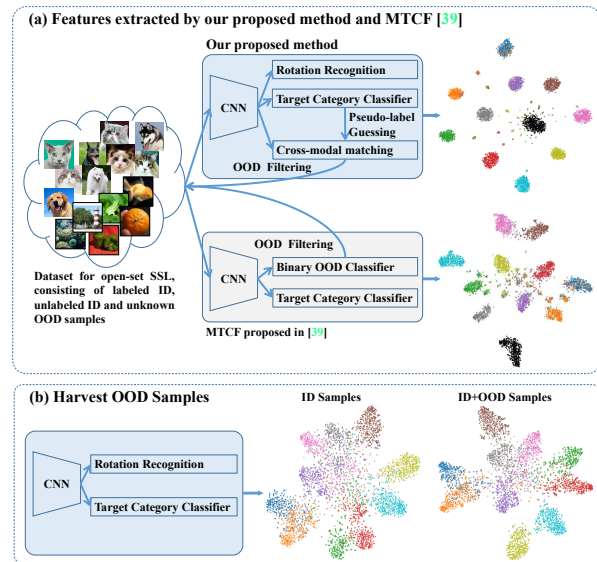 (a) Features extracted by our proposed method and MTCF [39]
Our proposed method
CNN
Rotation Recognition
Target Category Classifier
Pseudo-label
Guessing
Cross-modal matching
OOD Filtering
Dataset for open-set SSL,
consisting of labeled ID,
unlabeled ID and unknown
OOD samples
OOD Filtering
CNN
Binary OOD Classifier
Target Category Classifier
MTCF proposed in [39]
(b) Harvest OOD Samples
ID Samples
ID+OOD Samples
CNN
Rotation Recognition
Target Category Classifier